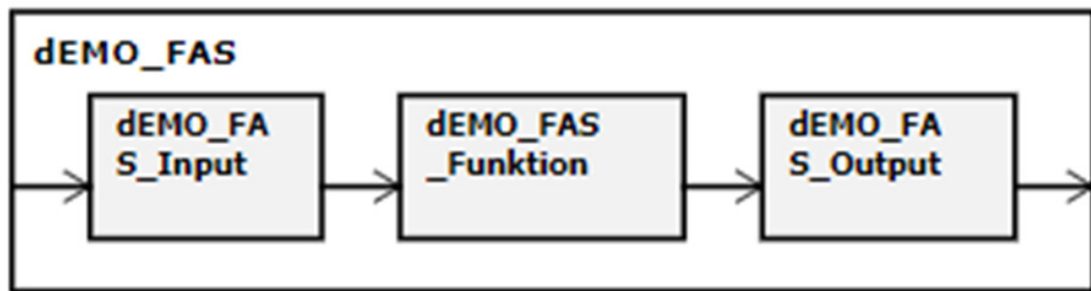 dEMO_FAS
dEMO_FA
S_Input
dEMO_FAS
_Funktion
dEMO_FA
S_Output